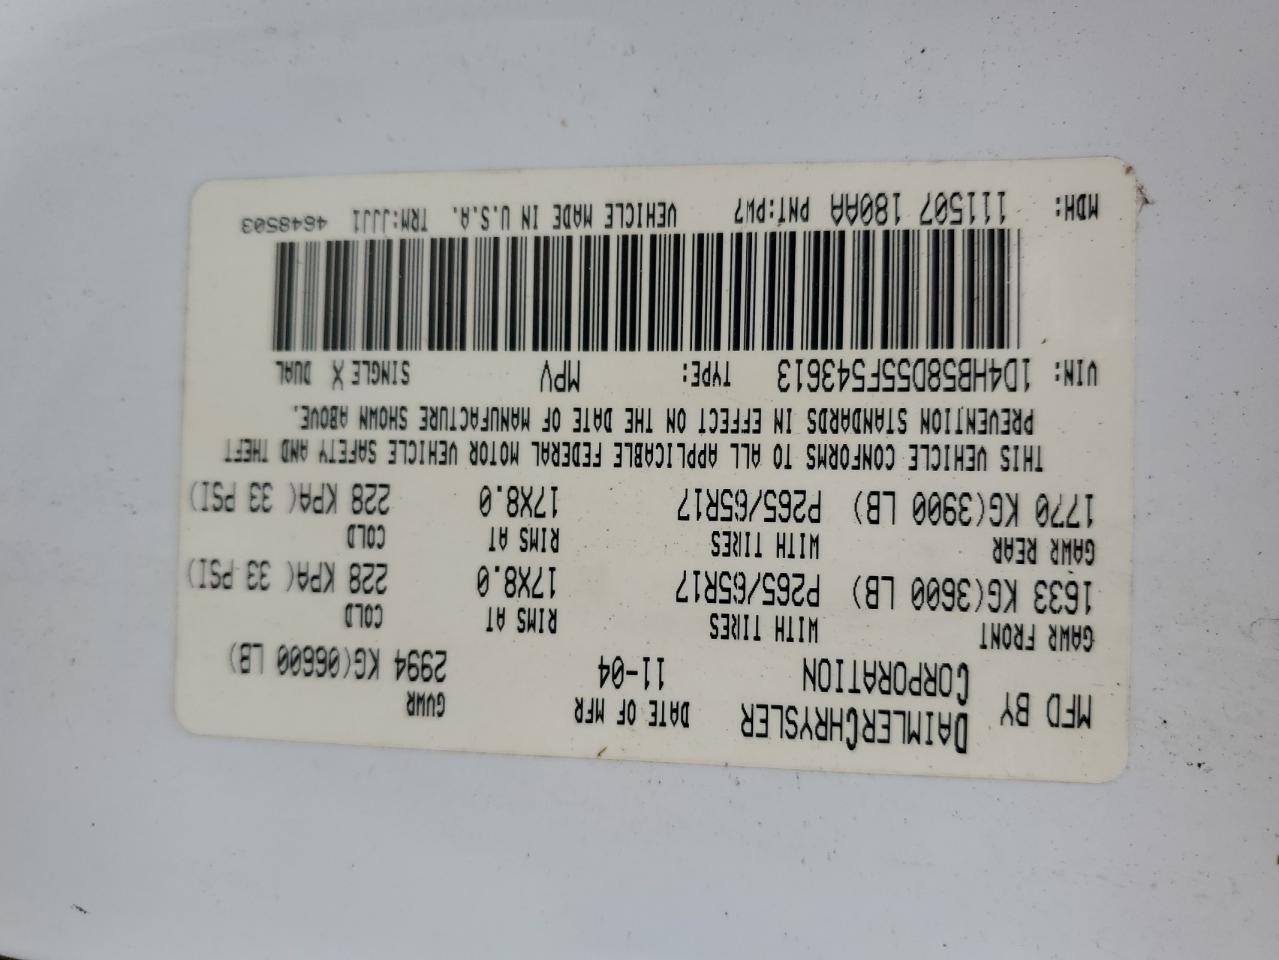 MFD BY DAIMLERCHRYSLER CORPORATION DATE OF MFR 11-04 GVWR 2994 KG(06600 LB)
GAWR FRONT WITH TIRES RIMS AT COLD
1633 KG(3600 LB) P265/65R17 17X8.0 228 KPA(33 PSI)
GAWR REAR WITH TIRES RIMS AT COLD
1770 KG(3900 LB) P265/65R17 17X8.0 228 KPA(33 PSI)
THIS VEHICLE CONFORMS TO ALL APPLICABLE FEDERAL MOTOR VEHICLE SAFETY AND THEFT
PREVENTION STANDARDS IN EFFECT ON THE DATE OF MANUFACTURE SHOWN ABOVE.
VIN: 1D4HB58D55F543613 TYPE: MPV SINGLE X DUAL
MDH: 111507 180AA PNT:PW7 VEHICLE MADE IN U.S.A. TRM:JJJ1 4648503